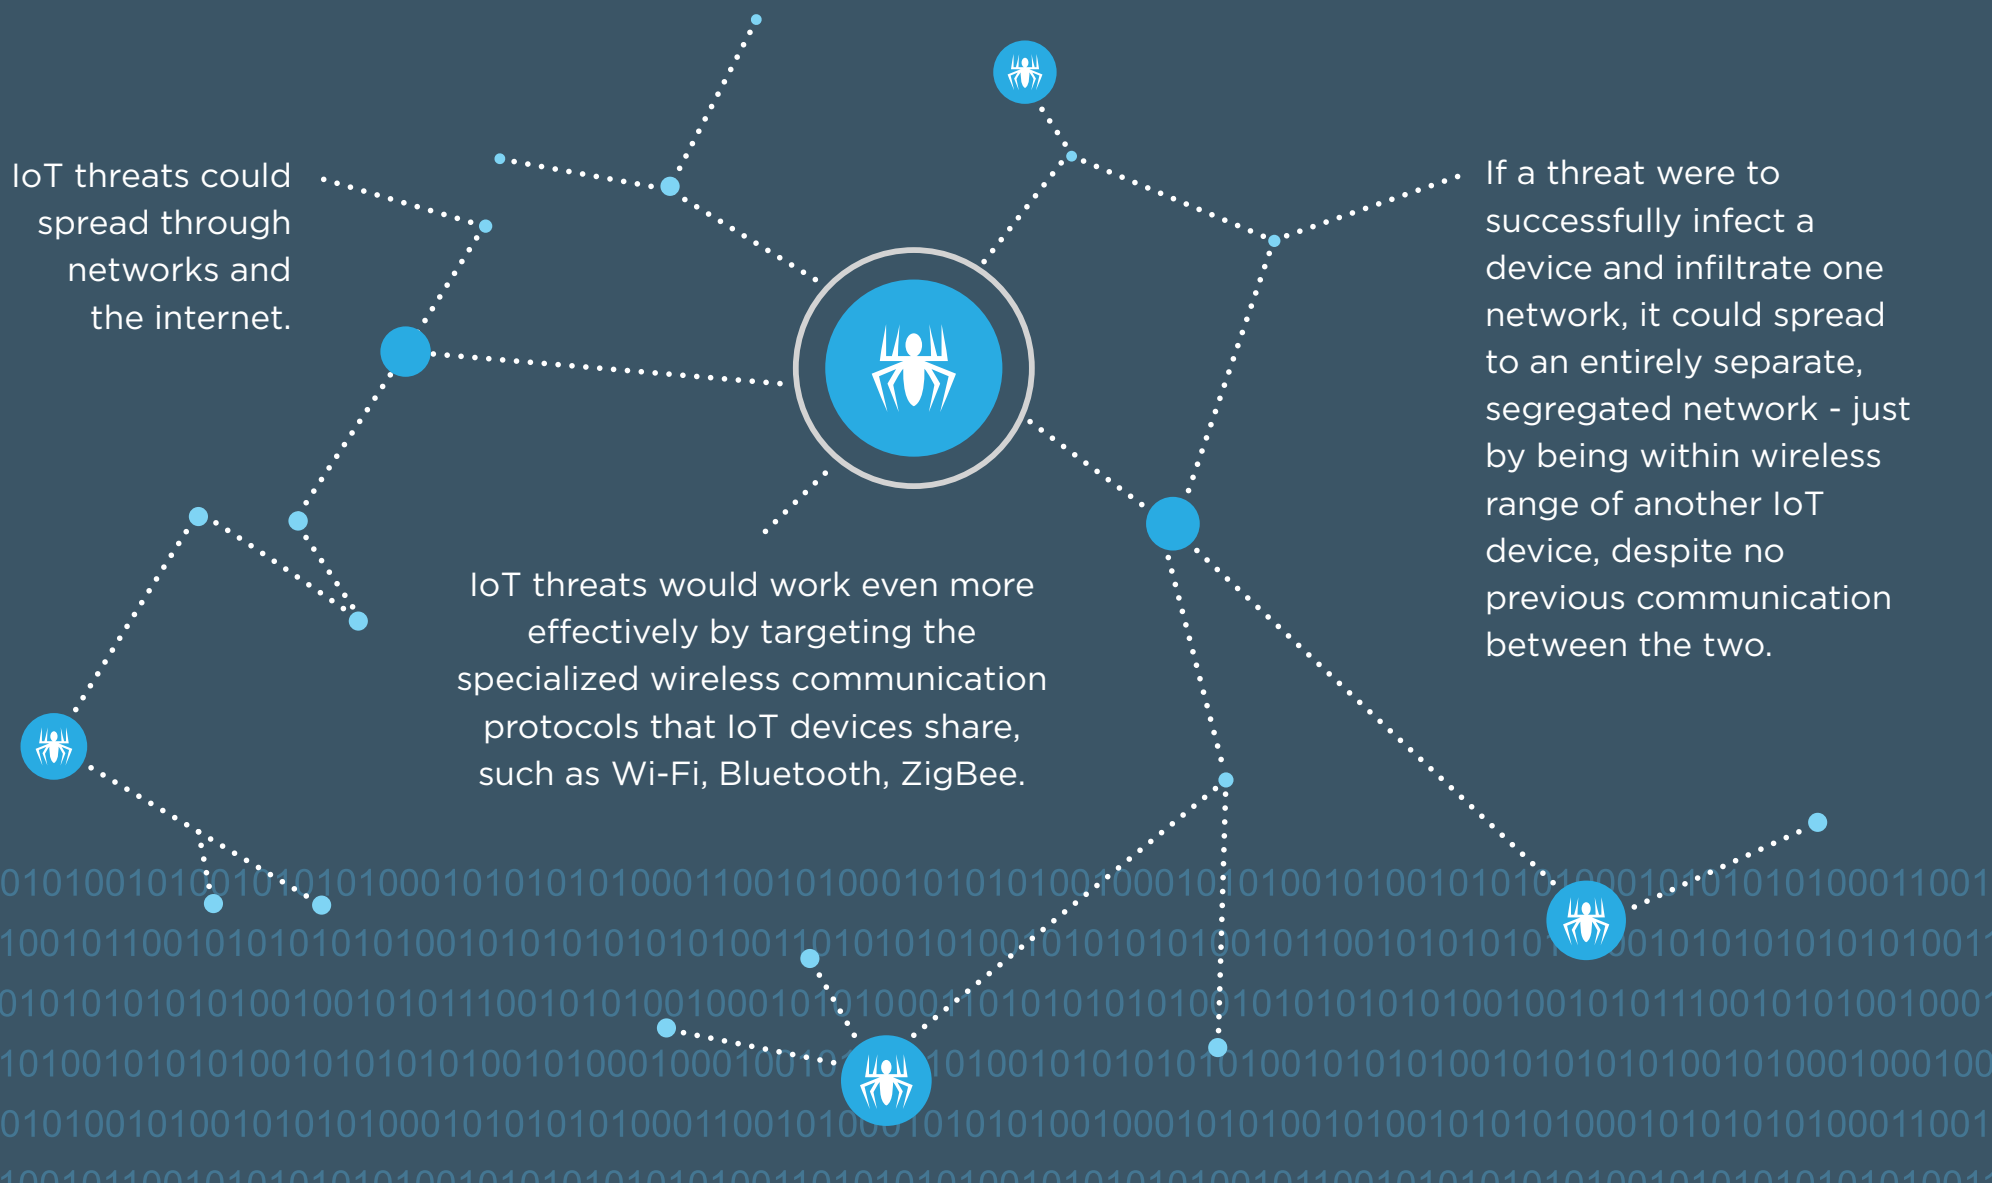 IoT threats could
spread through
networks and
the internet.
IoT threats would work even more
effectively by targeting the
specialized wireless communication
protocols that IoT devices share,
such as Wi-Fi, Bluetooth, ZigBee.
If a threat were to
successfully infect a
device and infiltrate one
network, it could spread
to an entirely separate,
segregated network - just
by being within wireless
range of another IoT
device, despite no
previous communication
between the two.